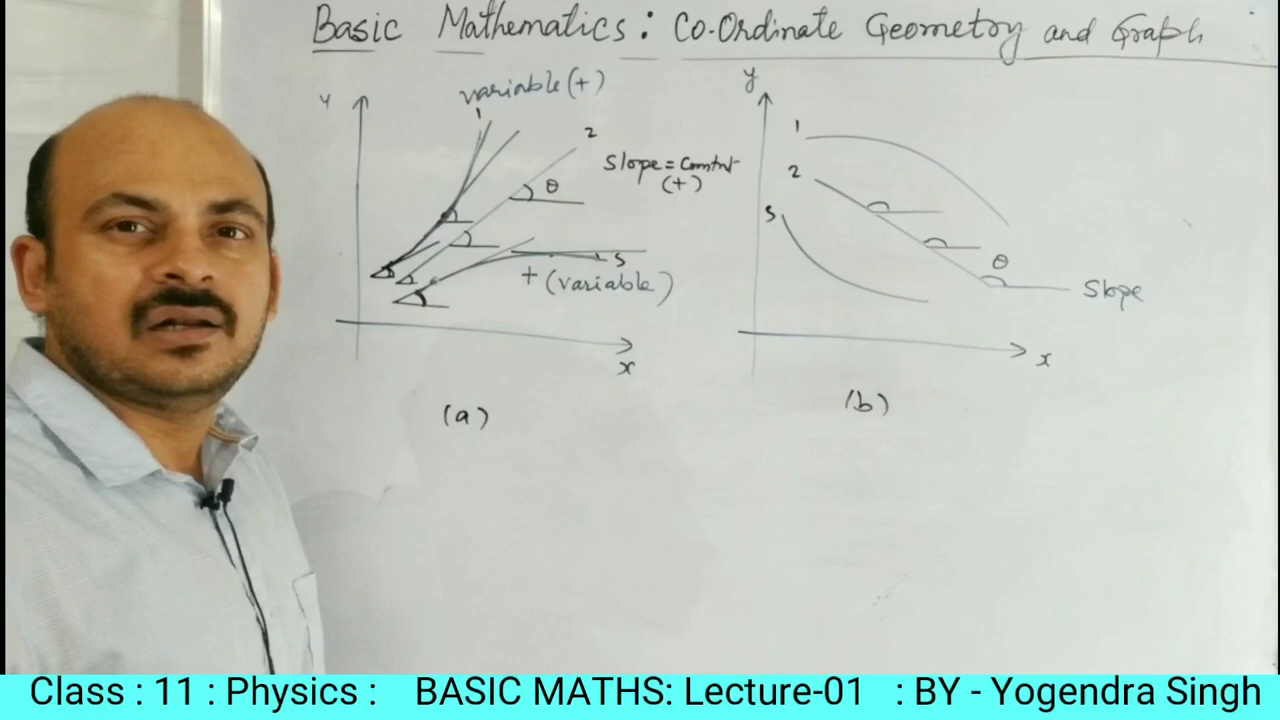 Basic Mathematics : Co-Ordinate Geometry and Graph
y
variable (+)
1
2
Slope = Constnt
(+)
θ
3
+ (variable)
x
(a)
y
1
2
3
θ
Slope
x
(b)
Class : 11 : Physics : BASIC MATHS: Lecture-01 : BY - Yogendra Singh